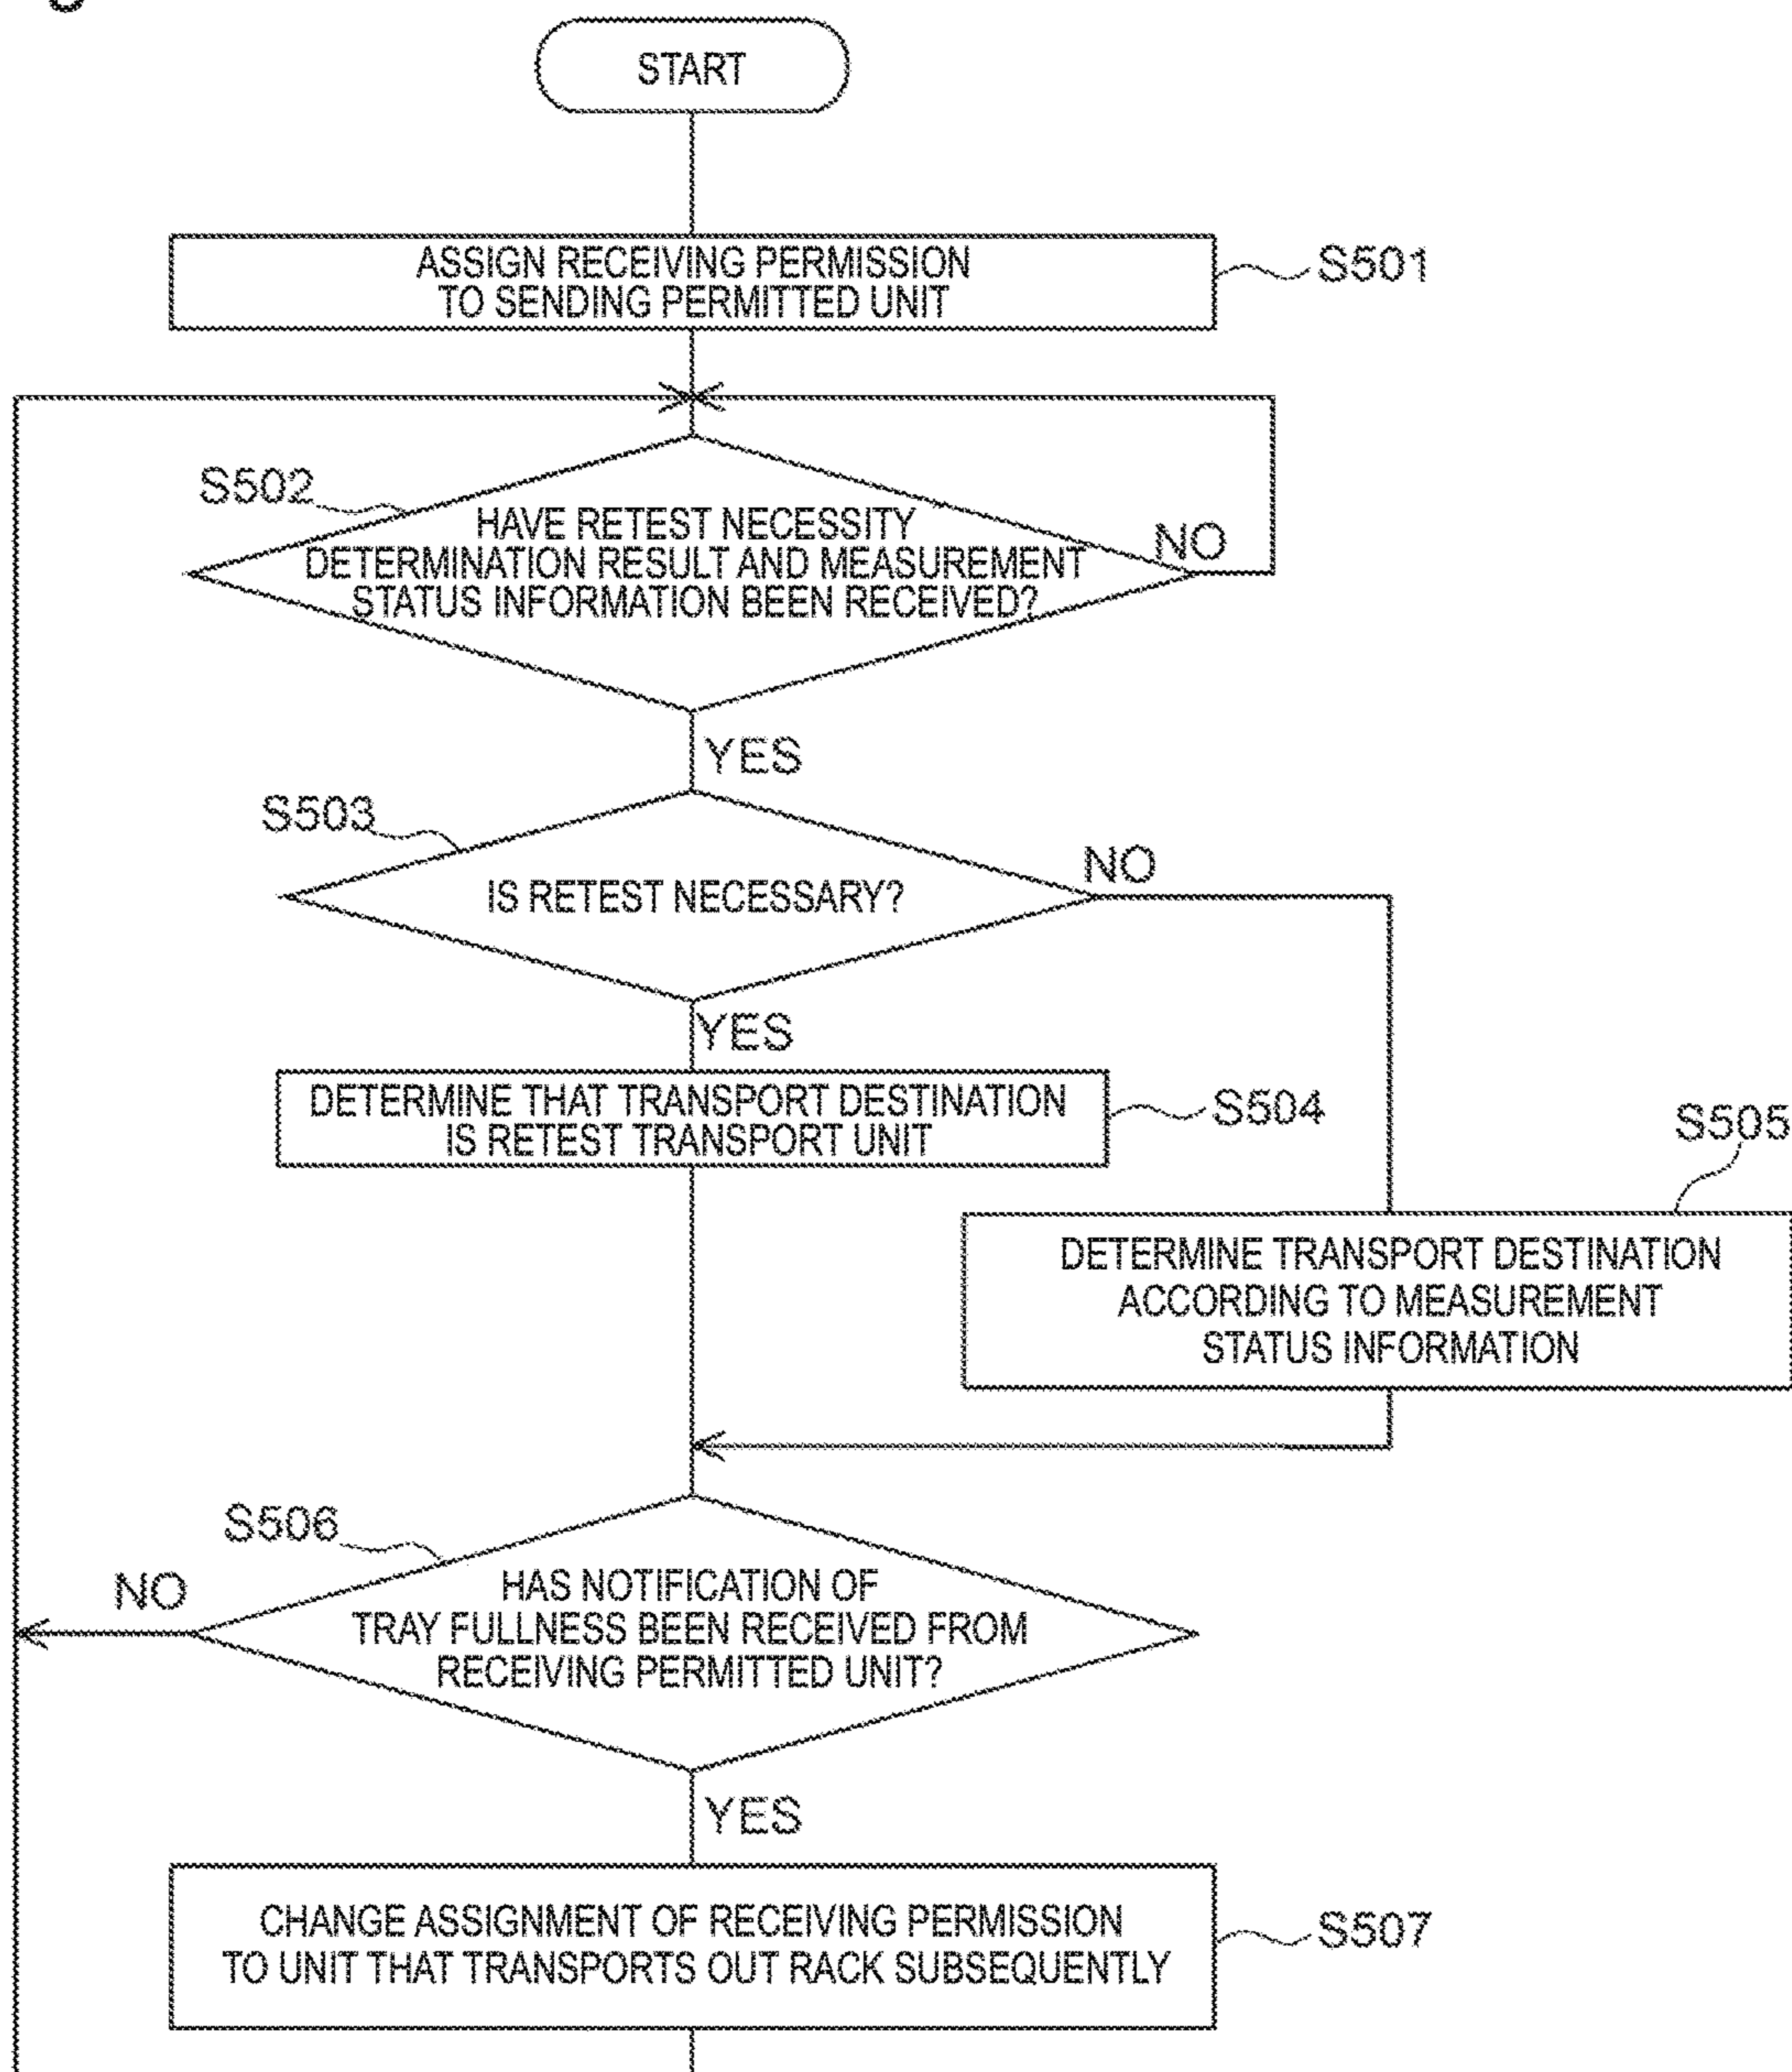 START
ASSIGN RECEIVING PERMISSION
TO SENDING PERMITTED UNIT
S501
S502
HAVE RETEST NECESSITY
DETERMINATION RESULT AND MEASUREMENT
STATUS INFORMATION BEEN RECEIVED?
NO
YES
S503
IS RETEST NECESSARY?
NO
YES
DETERMINE THAT TRANSPORT DESTINATION
IS RETEST TRANSPORT UNIT
S504
S505
DETERMINE TRANSPORT DESTINATION
ACCORDING TO MEASUREMENT
STATUS INFORMATION
S506
NO
HAS NOTIFICATION OF
TRAY FULLNESS BEEN RECEIVED FROM
RECEIVING PERMITTED UNIT?
YES
CHANGE ASSIGNMENT OF RECEIVING PERMISSION
TO UNIT THAT TRANSPORTS OUT RACK SUBSEQUENTLY
S507